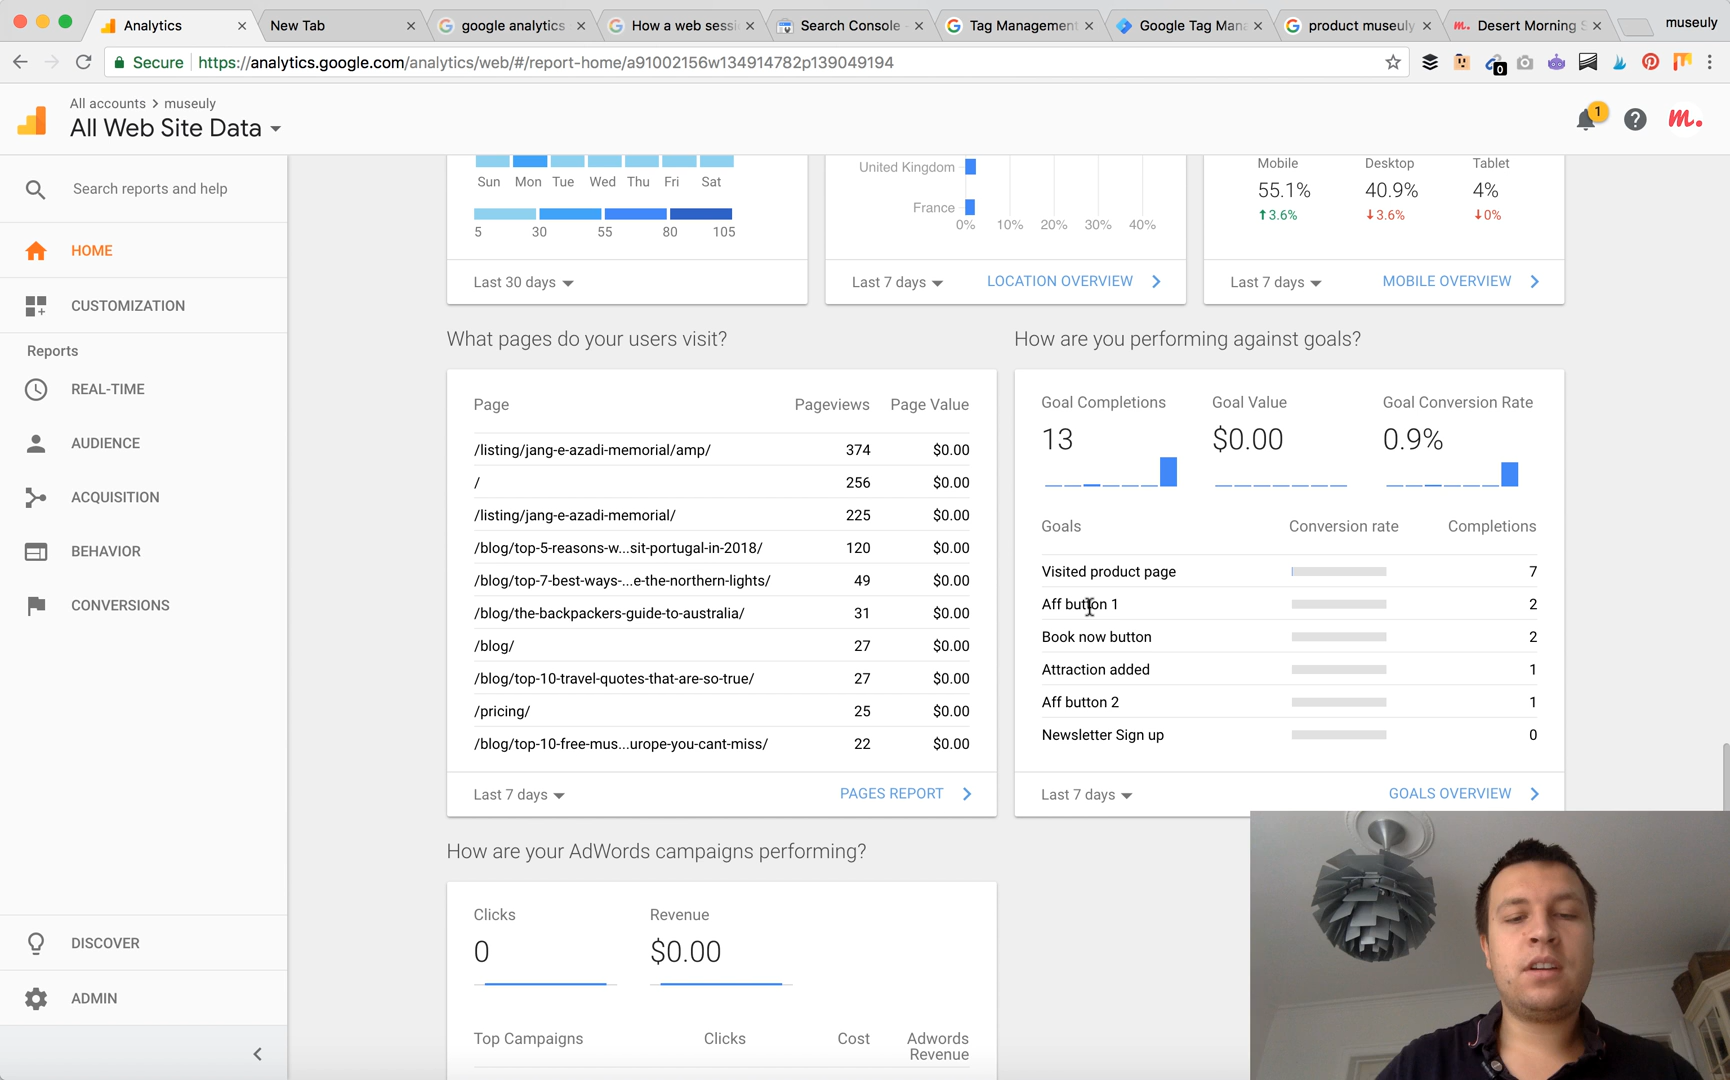 Analytics
New Tab
google analytics
How a web sessi
Search Console -
Tag Management
Google Tag Mana
product museuly
m. Desert Morning S
museuly
Secure https://analytics.google.com/analytics/web/#/report-home/a91002156w134914782p139049194
0
All accounts > museuly
All Web Site Data
1
m.
Search reports and help
HOME
CUSTOMIZATION
Reports
REAL-TIME
AUDIENCE
ACQUISITION
BEHAVIOR
CONVERSIONS
DISCOVER
ADMIN
Sun Mon Tue Wed Thu Fri Sat
5 30 55 80 105
Last 30 days
United Kingdom
France
0% 10% 20% 30% 40%
Last 7 days LOCATION OVERVIEW
Mobile Desktop Tablet
55.1% 40.9% 4%
↑3.6% ↓3.6% ↓0%
Last 7 days MOBILE OVERVIEW
What pages do your users visit?
Page Pageviews Page Value
/listing/jang-e-azadi-memorial/amp/ 374 $0.00
/ 256 $0.00
/listing/jang-e-azadi-memorial/ 225 $0.00
/blog/top-5-reasons-w...sit-portugal-in-2018/ 120 $0.00
/blog/top-7-best-ways-...e-the-northern-lights/ 49 $0.00
/blog/the-backpackers-guide-to-australia/ 31 $0.00
/blog/ 27 $0.00
/blog/top-10-travel-quotes-that-are-so-true/ 27 $0.00
/pricing/ 25 $0.00
/blog/top-10-free-mus...urope-you-cant-miss/ 22 $0.00
Last 7 days PAGES REPORT
How are you performing against goals?
Goal Completions Goal Value Goal Conversion Rate
13 $0.00 0.9%
Goals Conversion rate Completions
Visited product page 7
Aff button 1 2
Book now button 2
Attraction added 1
Aff button 2 1
Newsletter Sign up 0
Last 7 days GOALS OVERVIEW
How are your AdWords campaigns performing?
Clicks Revenue
0 $0.00
Top Campaigns Clicks Cost Adwords
Revenue